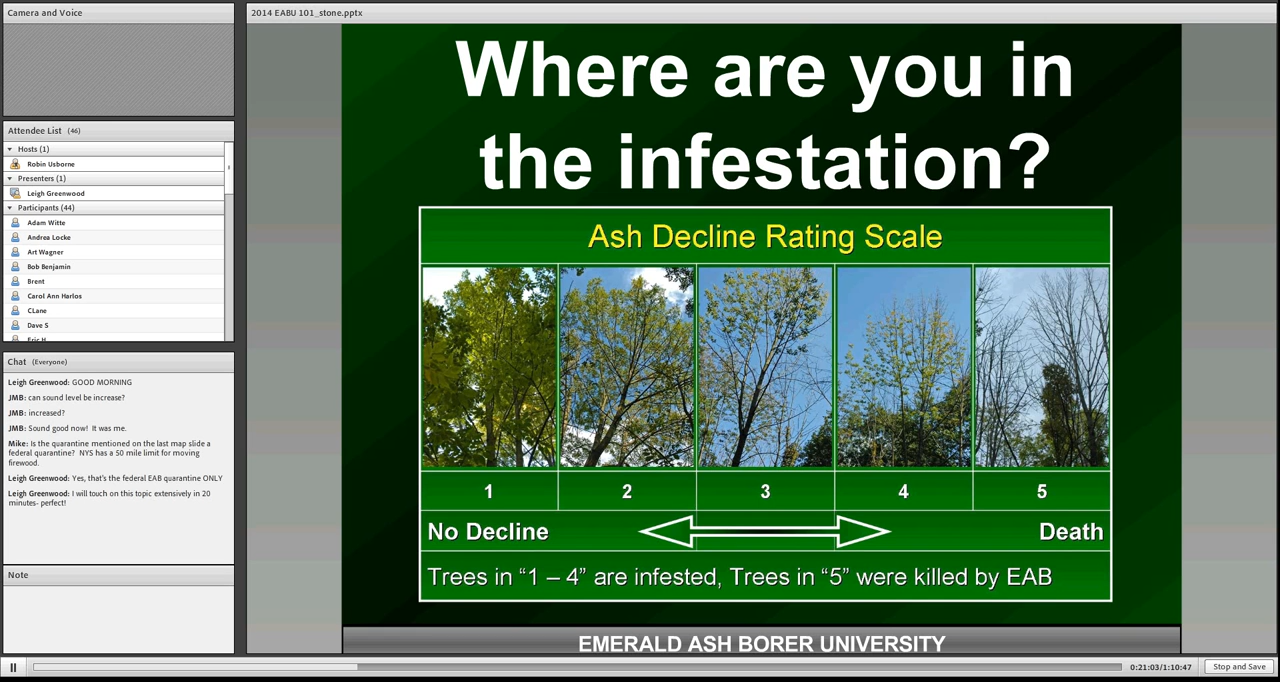 Camera and Voice
Attendee List (46)
Hosts (1)
Robin Usborne
Presenters (1)
Leigh Greenwood
Participants (44)
Adam Witte
Andrea Locke
Art Wagner
Bob Benjamin
Brent
Carol Ann Harlos
CLane
Dave S
Eric H
Chat (Everyone)
Leigh Greenwood: GOOD MORNING
JMB: can sound level be increase?
JMB: increased?
JMB: Sound good now! It was me.
Mike: Is the quarantine mentioned on the last map slide a
federal quarantine? NYS has a 50 mile limit for moving
firewood.
Leigh Greenwood: Yes, that's the federal EAB quarantine ONLY
Leigh Greenwood: I will touch on this topic extensively in 20
minutes- perfect!
Note
2014 EABU 101_stone.pptx
Where are you in
the infestation?
Ash Decline Rating Scale
1 2 3 4 5
No Decline Death
Trees in “1 – 4” are infested, Trees in “5” were killed by EAB
EMERALD ASH BORER UNIVERSITY
0:21:03/1:10:47
Stop and Save